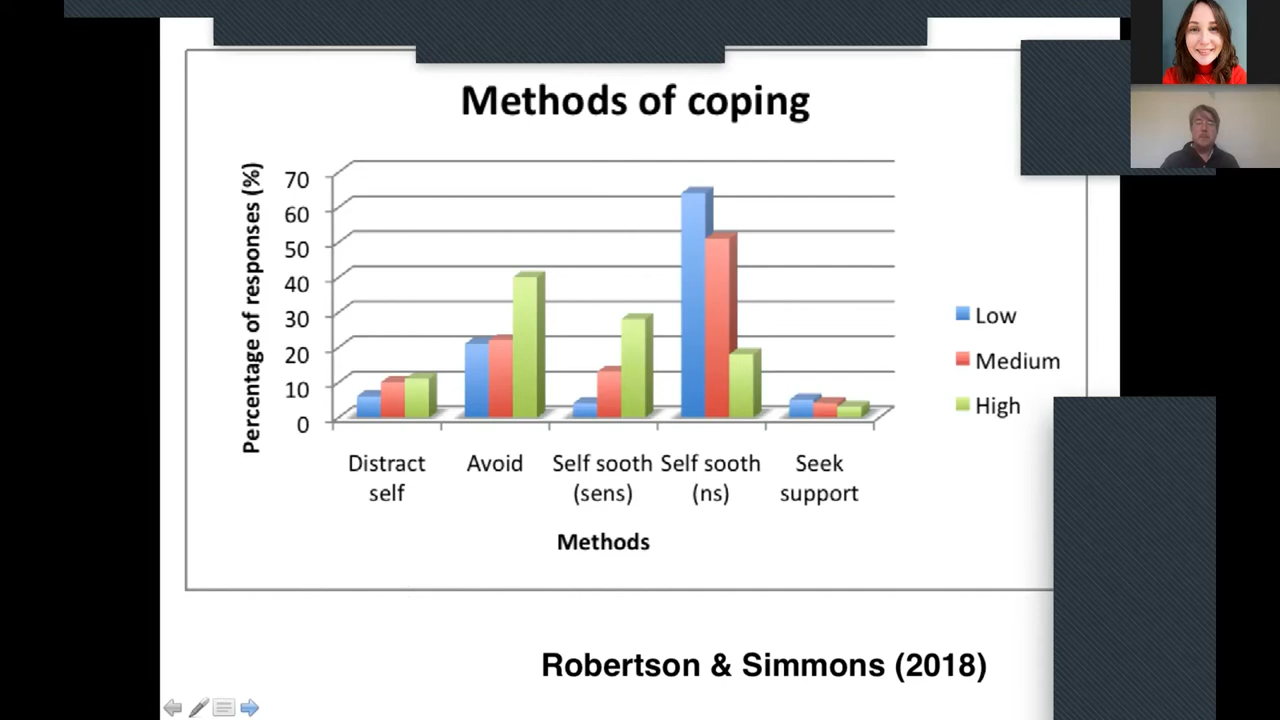 Methods of coping
Percentage of responses (%)
70
60
50
40
30
20
10
0
Low
Medium
High
Distract self
Avoid
Self sooth (sens)
Self sooth (ns)
Seek support
Methods
Robertson & Simmons (2018)